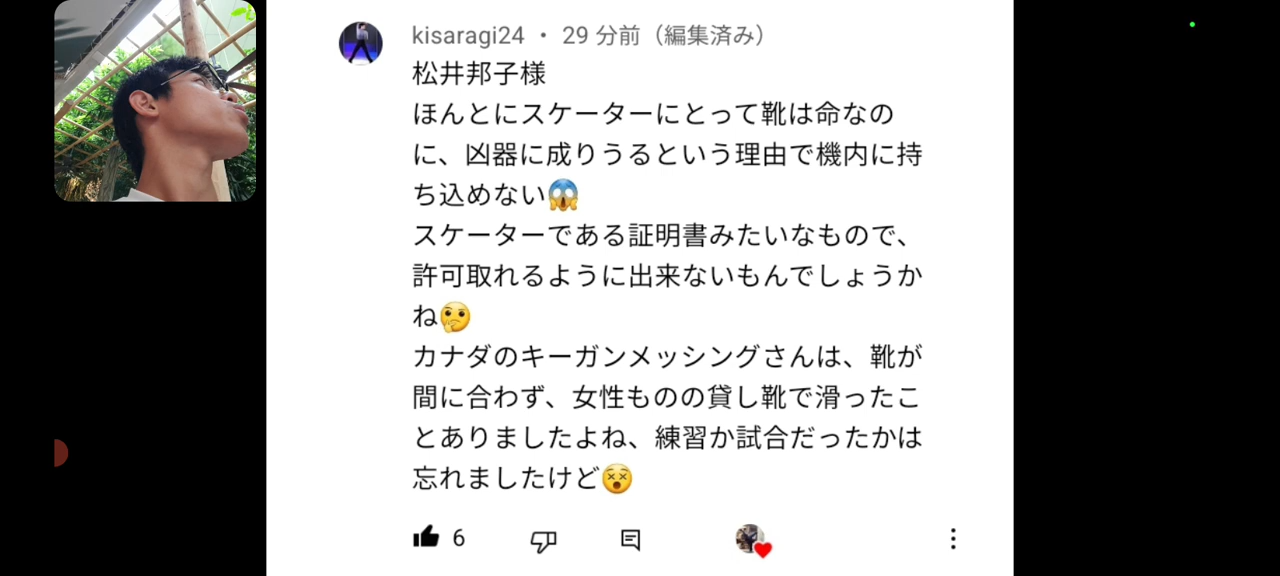 kisaragi24 • 29 分前（編集済み）
松井邦子様
ほんとにスケーターにとって靴は命なの
に、凶器に成りうるという理由で機内に持
ち込めない😱
スケーターである証明書みたいなもので、
許可取れるように出来ないもんでしょうか
ね🤔
カナダのキーガンメッシングさんは、靴が
間に合わず、女性ものの貸し靴で滑ったこ
とありましたよね、練習か試合だったかは
忘れましたけど😵
6